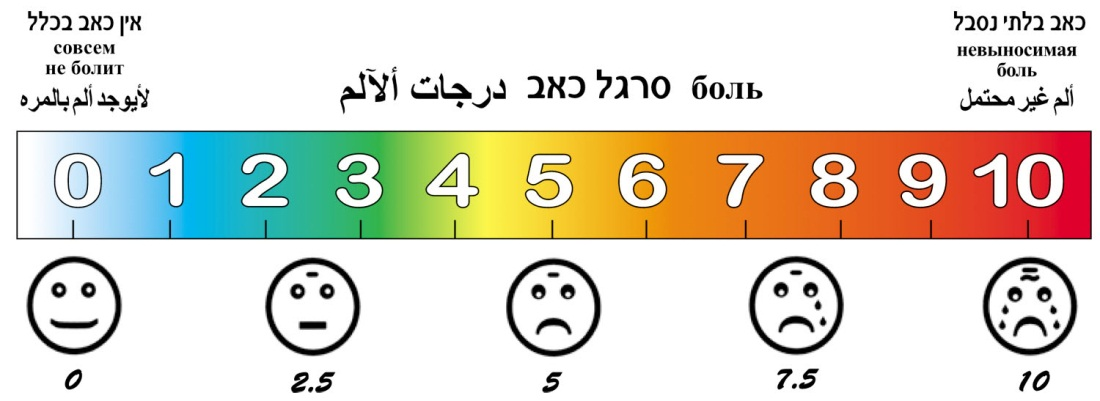 אין כאב בכלל
совсем
не болит
لأيوجد ألم بالمره
درجات ألآلم סרגל כאב боль
כאב בלתי נסבל
невыносимая
боль
ألم غير محتمل
0 1 2 3 4 5 6 7 8 9 10
0 2.5 5 7.5 10